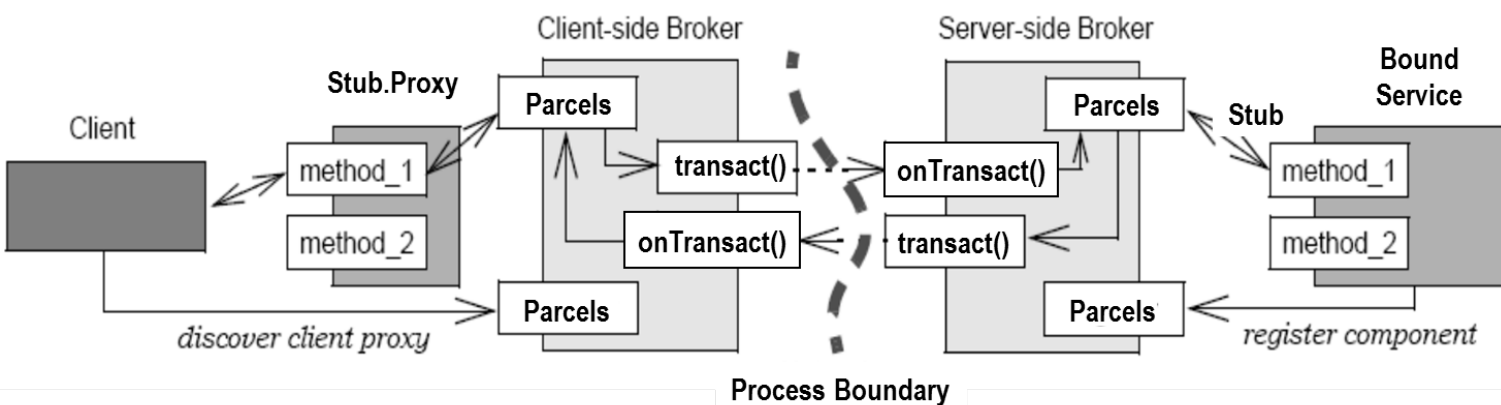 Client-side Broker
Server-side Broker
Bound
Service
Stub.Proxy
Parcels
Parcels
Stub
Client
method_1
transact()
onTransact()
method_1
method_2
onTransact()
transact()
method_2
Parcels
Parcels
discover client proxy
register component
Process Boundary